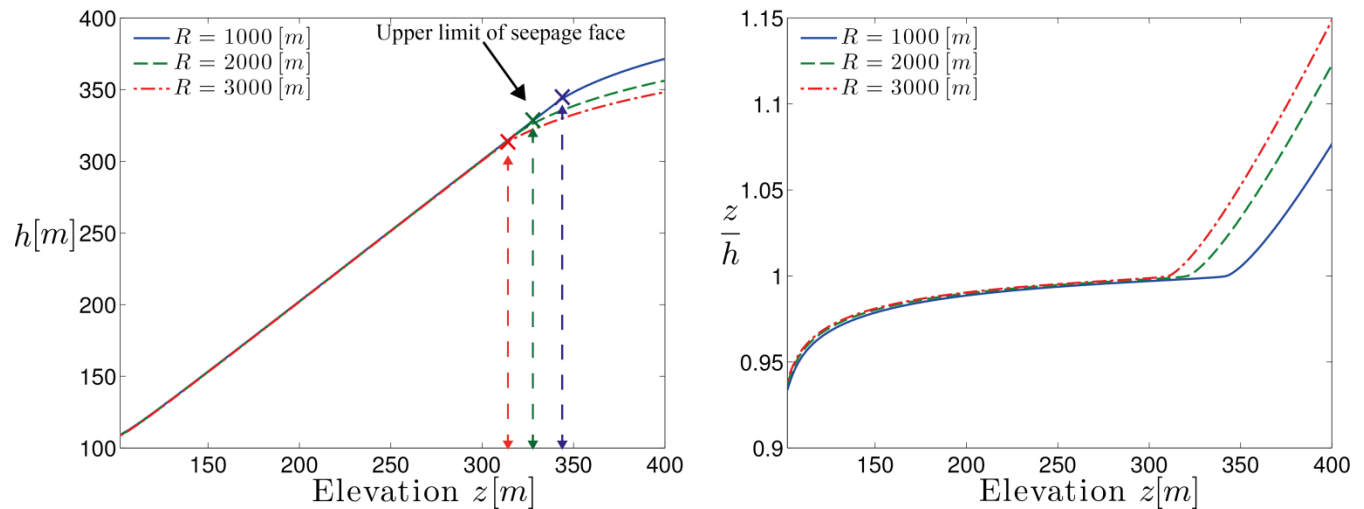 400
350
300
250
200
150
100
h[m]
R = 1000 [m]
R = 2000 [m]
R = 3000 [m]
Upper limit of seepage face
150
200
250
300
350
400
Elevation z[m]
1.15
1.1
1.05
1
0.95
0.9
z
h
R = 1000 [m]
R = 2000 [m]
R = 3000 [m]
150
200
250
300
350
400
Elevation z[m]